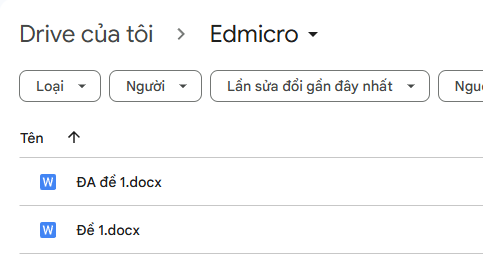 Drive của tôi > Edmicro
Loại Người Lần sửa đổi gần đây nhất Nguồ
Tên ↑
W ĐA đề 1.docx
W Đề 1.docx